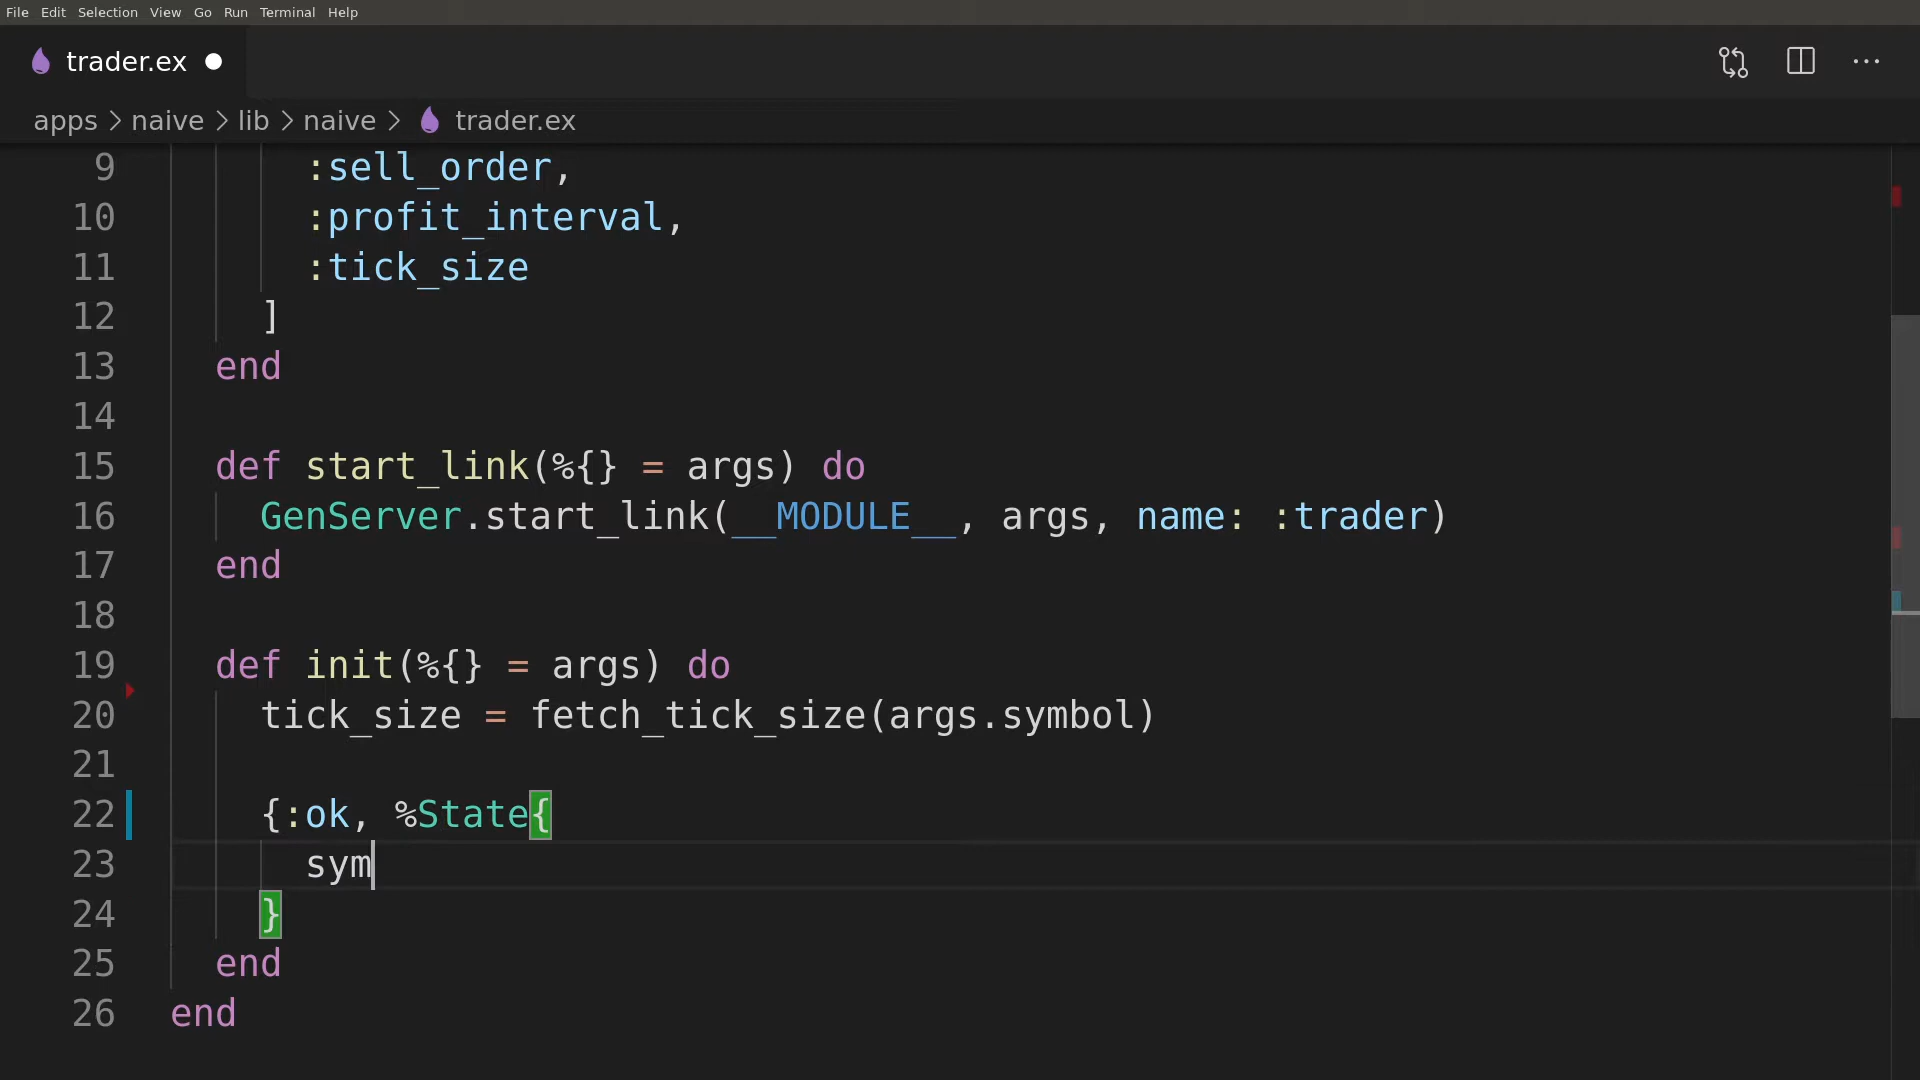 File Edit Selection View Go Run Terminal Help
trader.ex
apps > naive > lib > naive > trader.ex
9 :sell_order,
10 :profit_interval,
11 :tick_size
12 ]
13 end
14
15 def start_link(%{} = args) do
16 GenServer.start_link(__MODULE__, args, name: :trader)
17 end
18
19 def init(%{} = args) do
20 tick_size = fetch_tick_size(args.symbol)
21
22 {:ok, %State{
23 sym
24 }
25 end
26 end